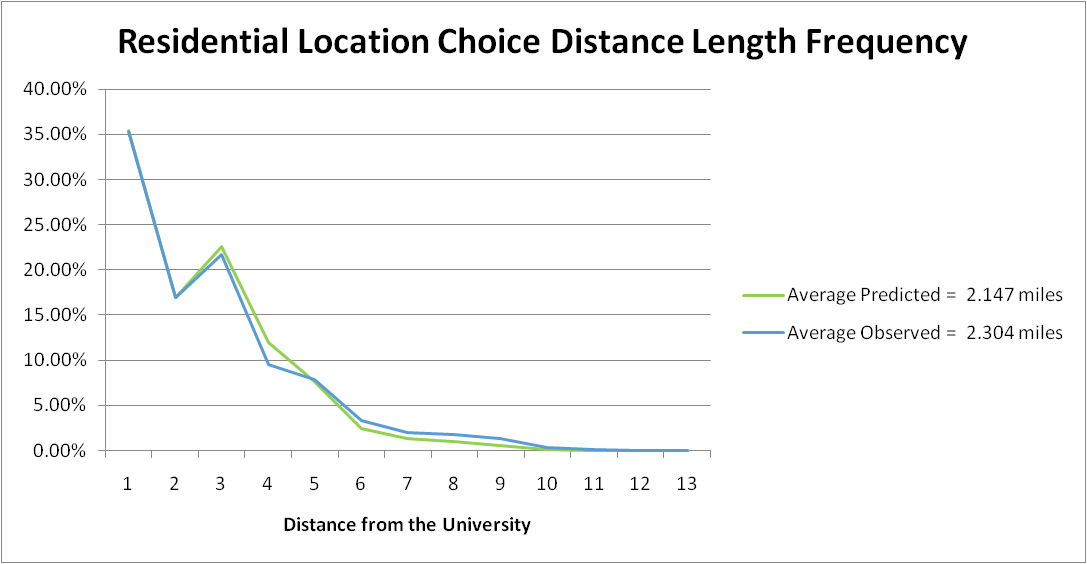 Residential Location Choice Distance Length Frequency
40.00%
35.00%
30.00%
25.00%
20.00%
15.00%
10.00%
5.00%
0.00%
1 2 3 4 5 6 7 8 9 10 11 12 13
Distance from the University
Average Predicted = 2.147 miles
Average Observed = 2.304 miles